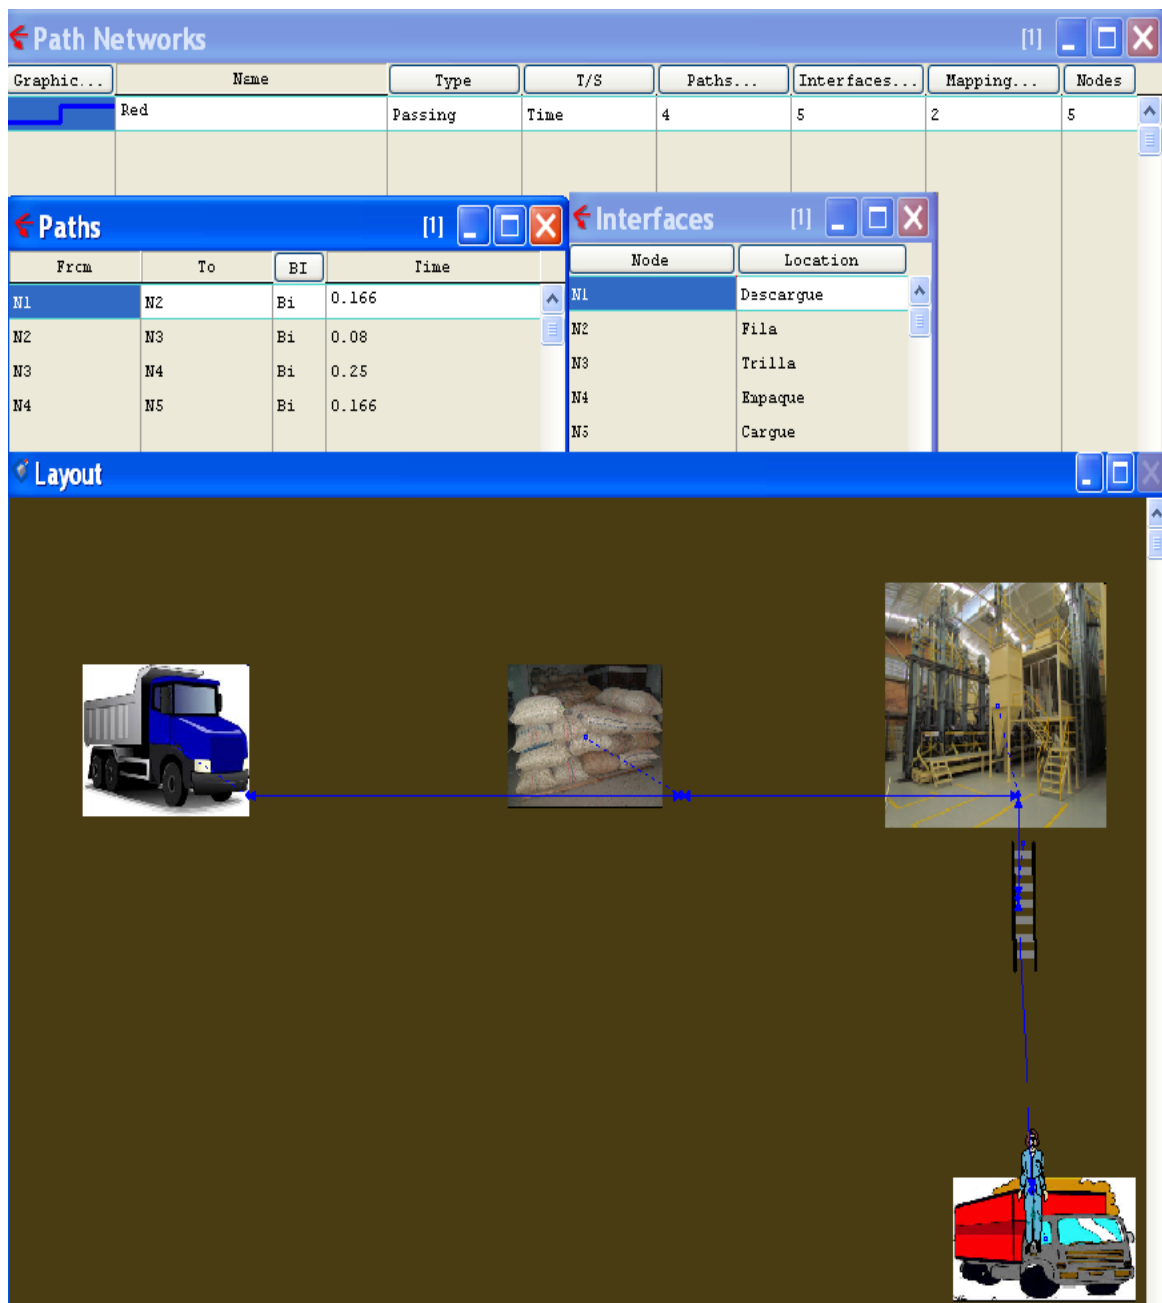 Path Networks [1]
Graphic... Name Type T/S Paths... Interfaces... Mapping... Nodes
Red Passing Time 4 5 2 5
Paths [1]
From To BI Time
N1 N2 Bi 0.166
N2 N3 Bi 0.08
N3 N4 Bi 0.25
N4 N5 Bi 0.166
Interfaces [1]
Node Location
N1 Descargue
N2 Fila
N3 Trilla
N4 Empaque
N5 Cargue
Layout